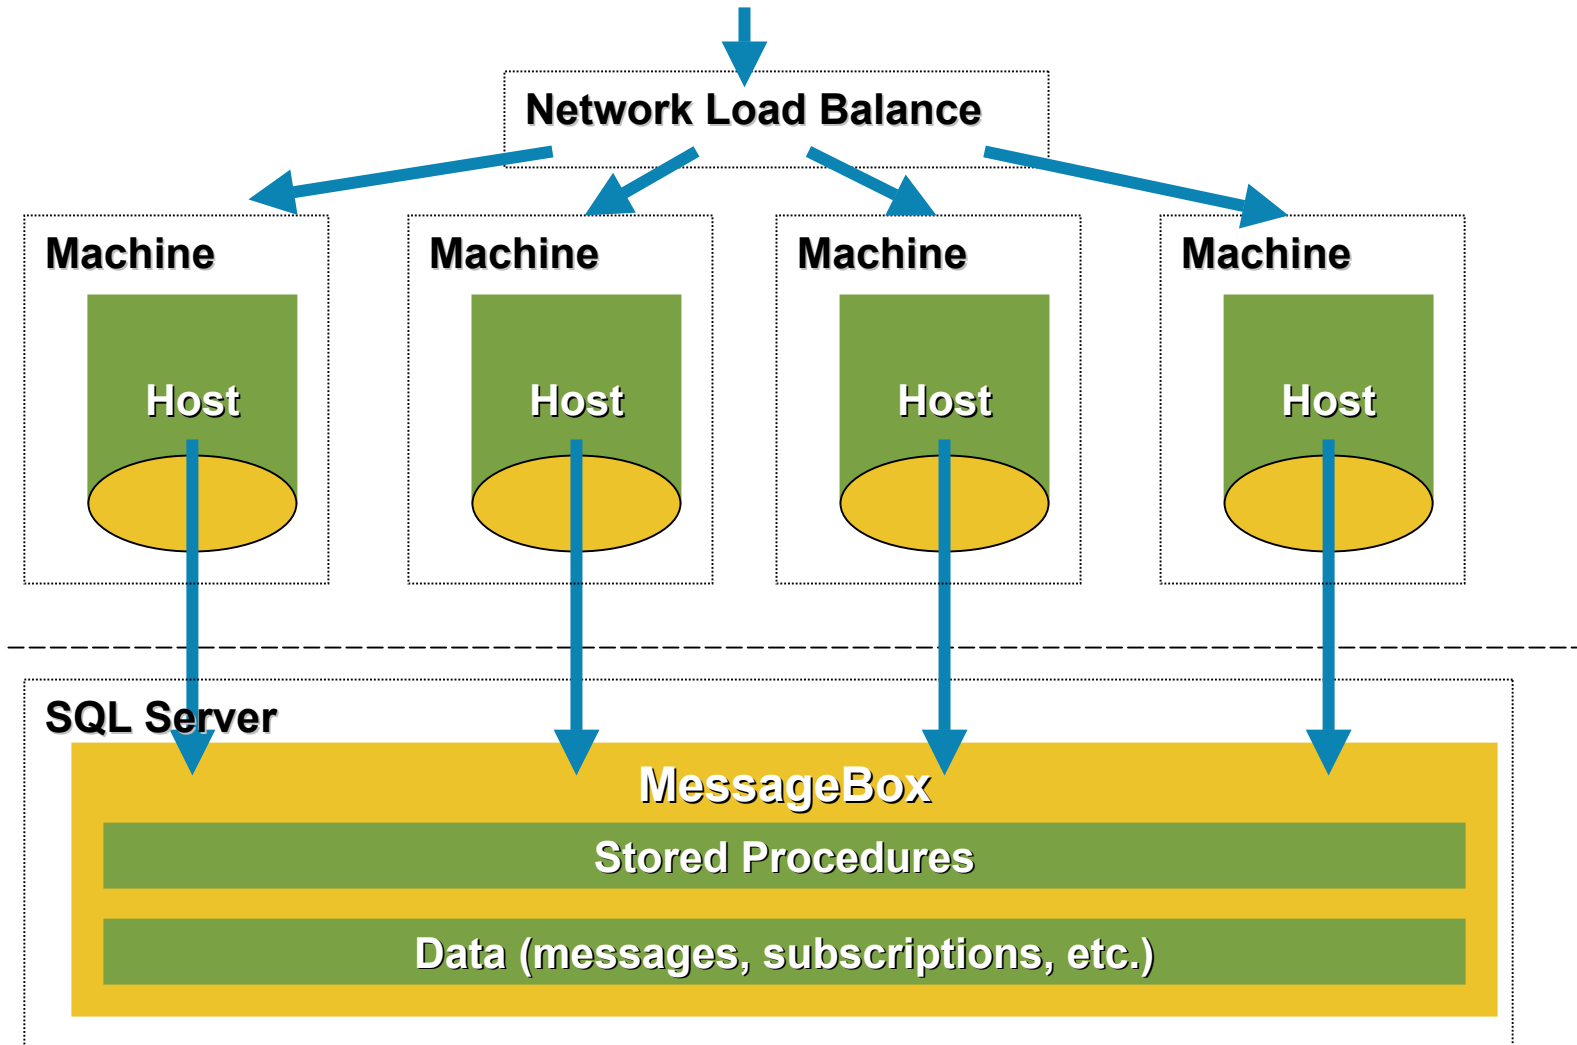 Network Load Balance
Machine
Machine
Machine
Machine
Host
Host
Host
Host
SQL Server
MessageBox
Stored Procedures
Data (messages, subscriptions, etc.)